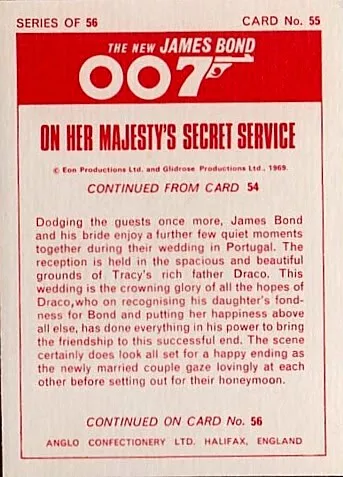 SERIES OF 56 CARD No. 55
THE NEW JAMES BOND
007
ON HER MAJESTY'S SECRET SERVICE
© Eon Productions Ltd. and Glidrose Productions Ltd., 1969.
CONTINUED FROM CARD 54
Dodging the guests once more, James Bond
and his bride enjoy a further few quiet moments
together during their wedding in Portugal. The
reception is held in the spacious and beautiful
grounds of Tracy's rich father Draco. This
wedding is the crowning glory of all the hopes of
Draco,who on recognising his daughter's fond-
ness for Bond and putting her happiness above
all else, has done everything in his power to bring
the friendship to this successful end. The scene
certainly does look all set for a happy ending as
the newly married couple gaze lovingly at each
other before setting out for their honeymoon.
CONTINUED ON CARD No. 56
ANGLO CONFECTIONERY LTD. HALIFAX, ENGLAND